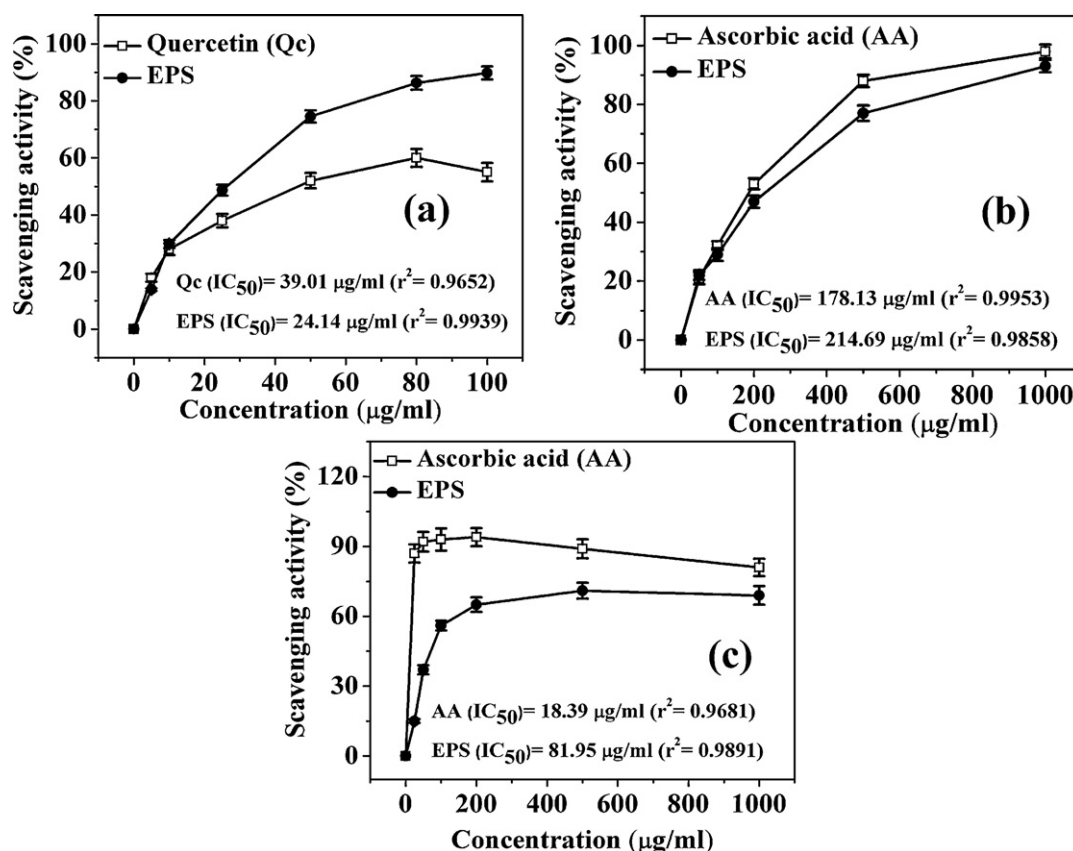 (a)
Quercetin (Qc)
EPS
Scavenging activity (%)
100
80
60
40
20
0
Qc (IC50)= 39.01 μg/ml (r2= 0.9652)
EPS (IC50)= 24.14 μg/ml (r2= 0.9939)
0 20 40 60 80 100
Concentration (μg/ml)
(b)
Ascorbic acid (AA)
EPS
Scavenging activity (%)
100
80
60
40
20
0
AA (IC50)= 178.13 μg/ml (r2= 0.9953)
EPS (IC50)= 214.69 μg/ml (r2= 0.9858)
0 200 400 600 800 1000
Concentration (μg/ml)
(c)
Ascorbic acid (AA)
EPS
Scavenging activity (%)
120
90
60
30
0
AA (IC50)= 18.39 μg/ml (r2= 0.9681)
EPS (IC50)= 81.95 μg/ml (r2= 0.9891)
0 200 400 600 800 1000
Concentration (μg/ml)